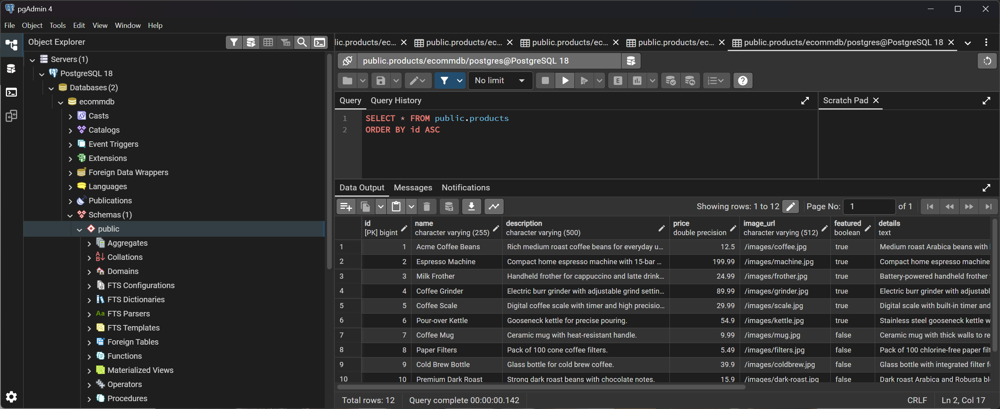 pgAdmin 4
File Object Tools Edit View Window Help
Object Explorer
Servers (1)
PostgreSQL 18
Databases (2)
ecommdb
Casts
Catalogs
Event Triggers
Extensions
Foreign Data Wrappers
Languages
Publications
Schemas (1)
public
Aggregates
Collations
Domains
FTS Configurations
FTS Dictionaries
Aa FTS Parsers
FTS Templates
Foreign Tables
Functions
Materialized Views
Operators
Procedures
lic.products/ec... public.products/ec... public.products/ec... public.products/ec... public.products/ecommdb/postgres@PostgreSQL 18
public.products/ecommdb/postgres@PostgreSQL 18
No limit E
Query Query History Scratch Pad
1 SELECT * FROM public.products
2 ORDER BY id ASC
Data Output Messages Notifications
Showing rows: 1 to 12 Page No: 1 of 1
id name description price image_url featured details
[PK] bigint character varying (255) character varying (500) double precision character varying (512) boolean text
1 1 Acme Coffee Beans Rich medium roast coffee beans for everyday u... 12.5 /images/coffee.jpg true Medium roast Arabica beans with
2 2 Espresso Machine Compact home espresso machine with 15-bar ... 199.99 /images/machine.jpg true Compact home espresso machine
3 3 Milk Frother Handheld frother for cappuccino and latte drink... 24.99 /images/frother.jpg true Battery-powered handheld frother
4 4 Coffee Grinder Electric burr grinder with adjustable grind settin... 89.99 /images/grinder.jpg true Electric burr grinder with adjustabl
5 5 Coffee Scale Digital coffee scale with timer and high precisio... 29.99 /images/scale.jpg true Digital scale with built-in timer and
6 6 Pour-over Kettle Gooseneck kettle for precise pouring. 54.9 /images/kettle.jpg true Stainless steel gooseneck kettle w
7 7 Coffee Mug Ceramic mug with heat-resistant handle. 9.99 /images/mug.jpg false Ceramic mug with thick walls to re
8 8 Paper Filters Pack of 100 cone coffee filters. 5.49 /images/filters.jpg false Pack of 100 chlorine-free paper filt
9 9 Cold Brew Bottle Glass bottle for cold brew coffee. 39.9 /images/coldbrew.jpg false Glass bottle with integrated filter f
10 10 Premium Dark Roast Strong dark roast beans with chocolate notes. 15.9 /images/dark-roast.jpg false Dark roast Arabica and Robusta bl
Total rows: 12 Query complete 00:00:00.142 CRLF Ln 2, Col 17